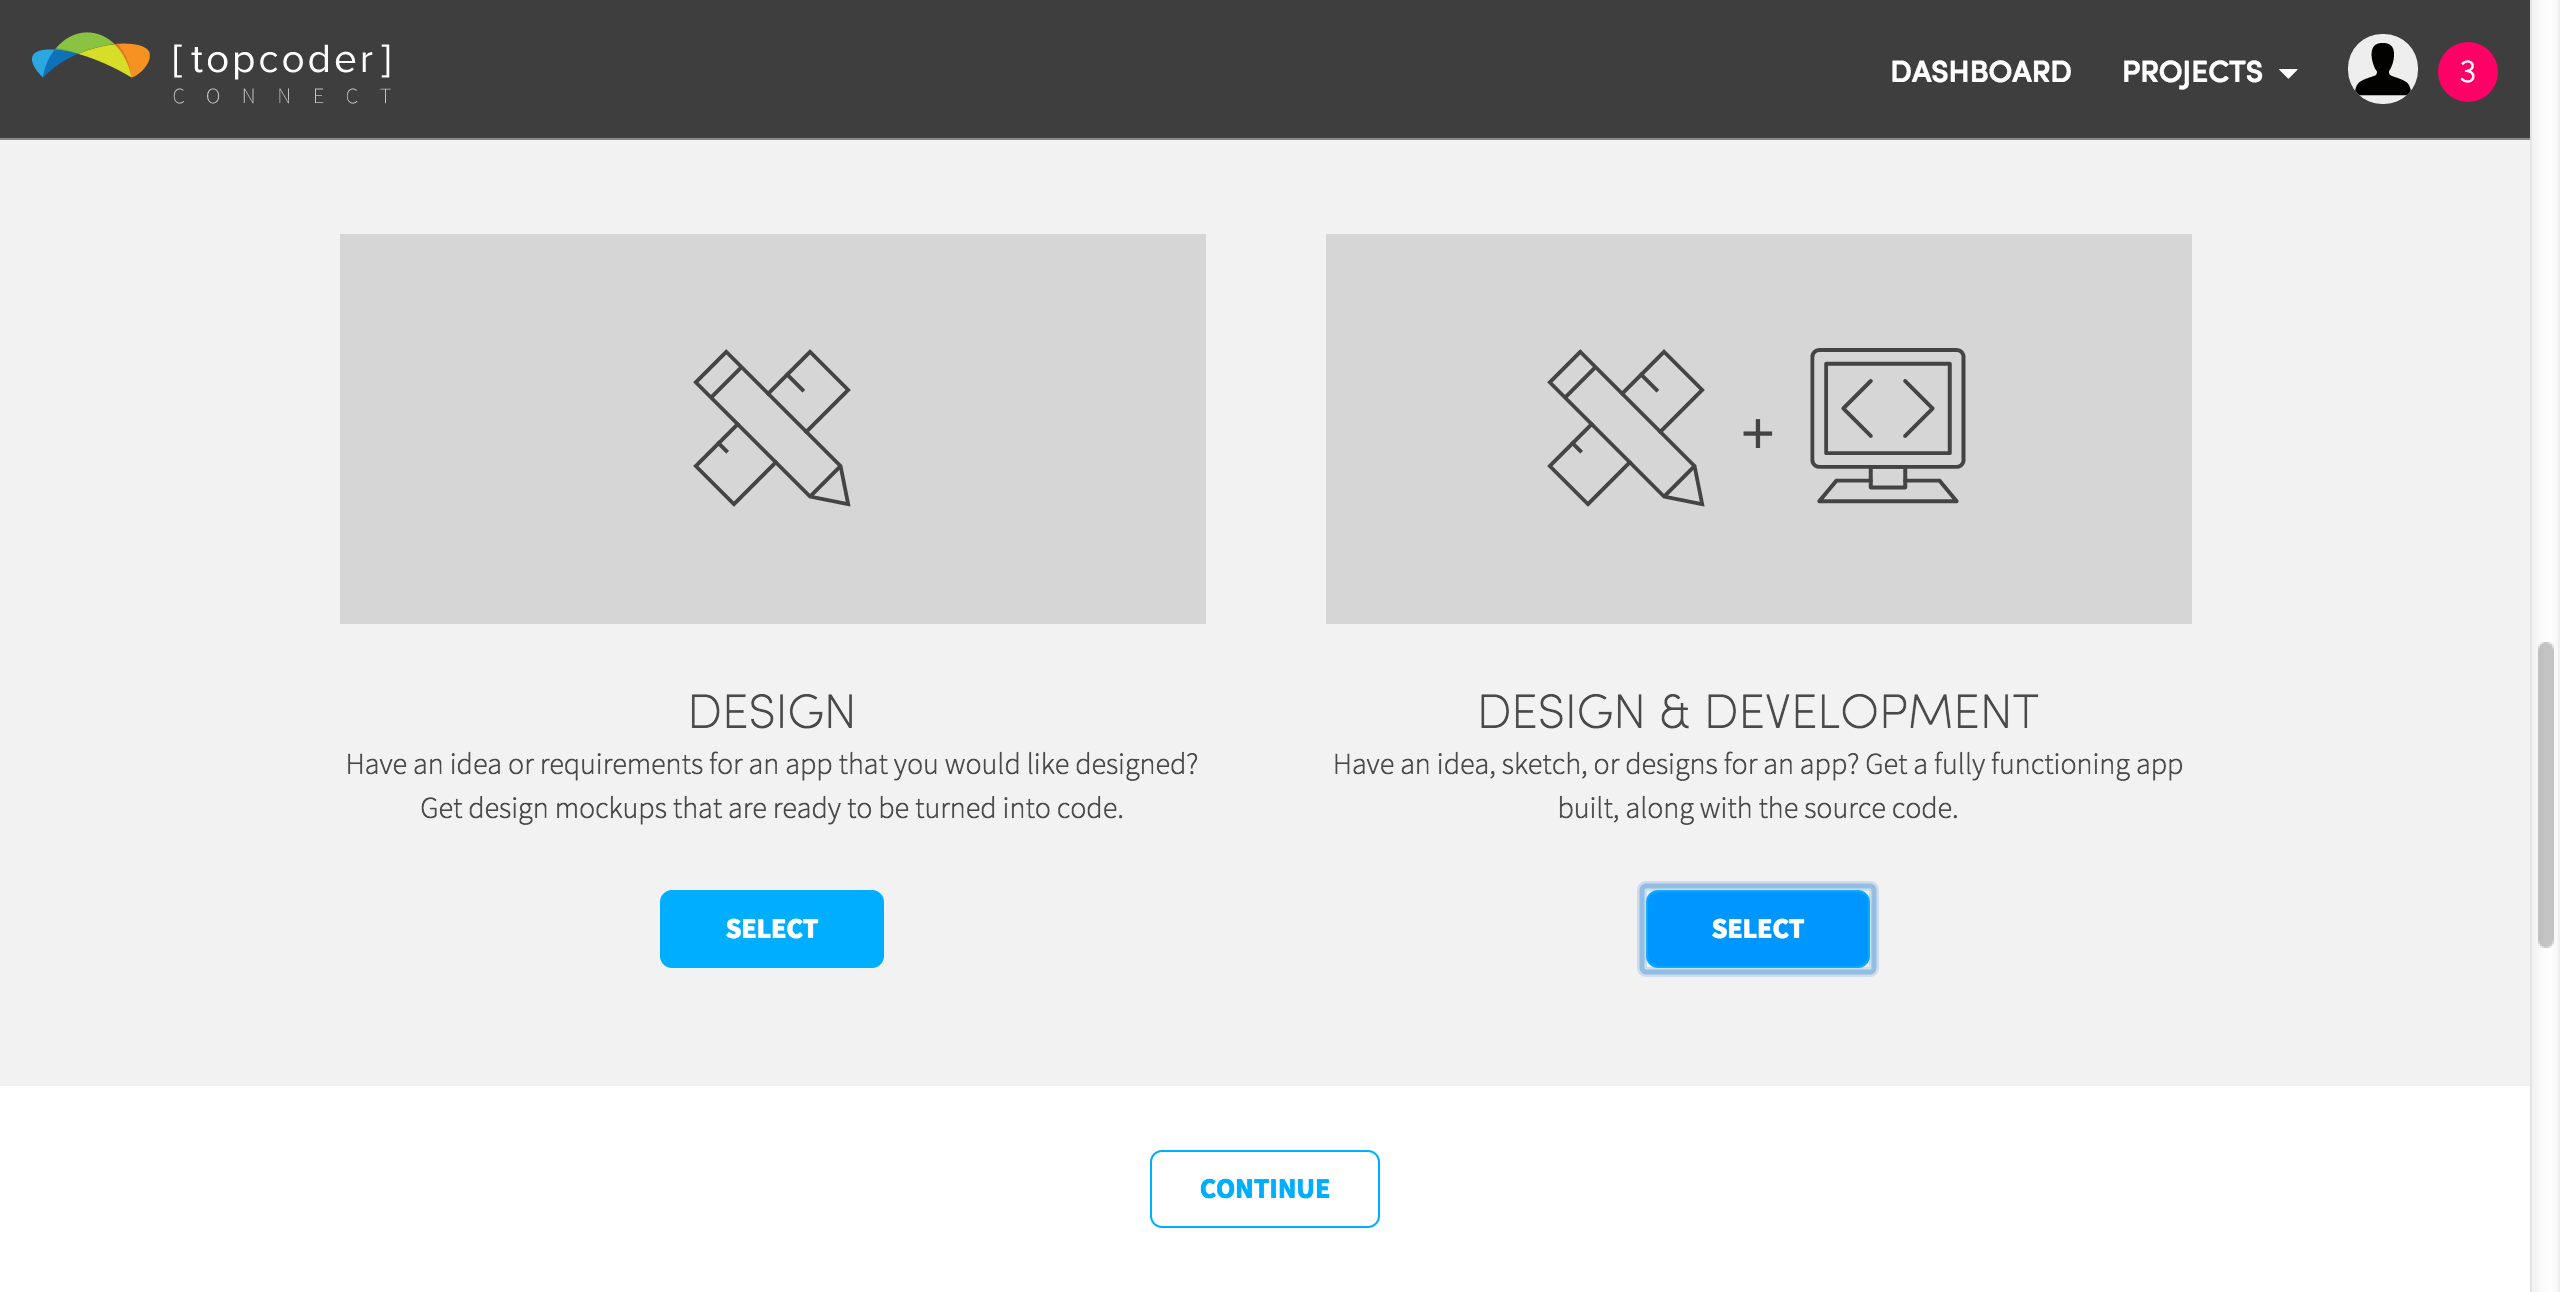 [topcoder]
CONNECT
DASHBOARD
PROJECTS
3
DESIGN
Have an idea or requirements for an app that you would like designed?
Get design mockups that are ready to be turned into code.
SELECT
+
DESIGN & DEVELOPMENT
Have an idea, sketch, or designs for an app? Get a fully functioning app
built, along with the source code.
SELECT
CONTINUE